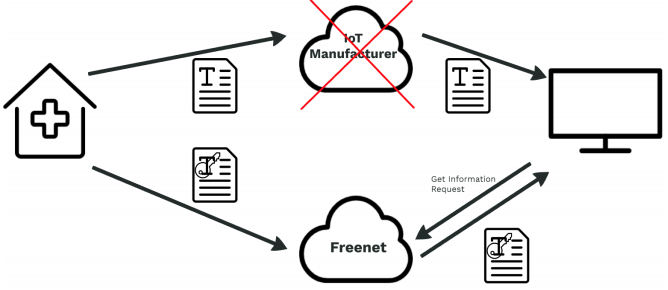 IoT
Manufacturer
T
T
T
Get Information
Request
Freenet
T